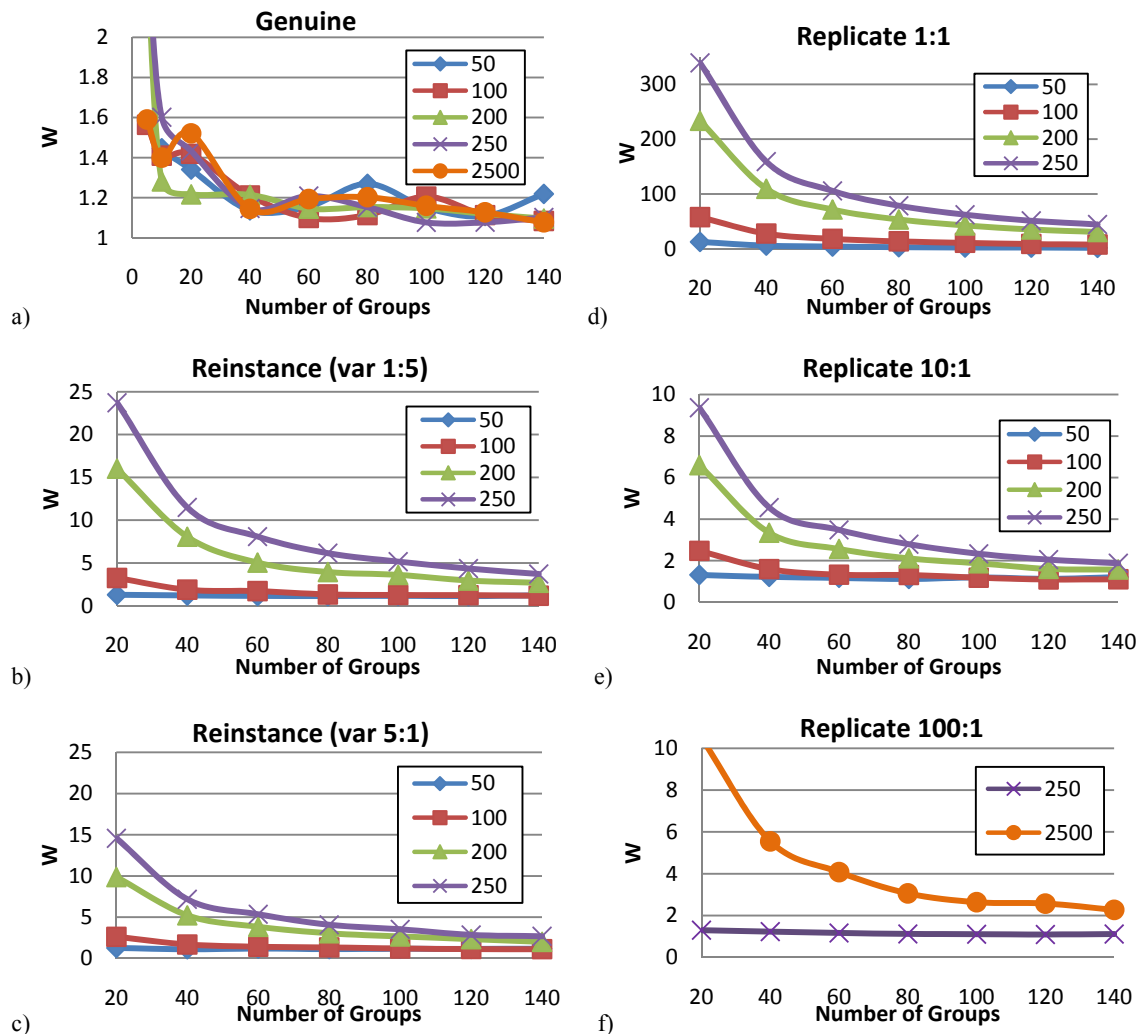 Genuine
2
1.8
1.6
1.4
1.2
1
W
0 20 40 60 80 100 120 140
Number of Groups
50
100
200
250
2500
a)
Reinstance (var 1:5)
25
20
15
10
5
0
W
20 40 60 80 100 120 140
Number of Groups
50
100
200
250
b)
Reinstance (var 5:1)
25
20
15
10
5
0
W
20 40 60 80 100 120 140
Number of Groups
50
100
200
250
c)
Replicate 1:1
300
200
100
0
W
20 40 60 80 100 120 140
Number of Groups
50
100
200
250
d)
Replicate 10:1
10
8
6
4
2
0
W
20 40 60 80 100 120 140
Number of Groups
50
100
200
250
e)
Replicate 100:1
10
8
6
4
2
0
W
20 40 60 80 100 120 140
Number of Groups
250
2500
f)